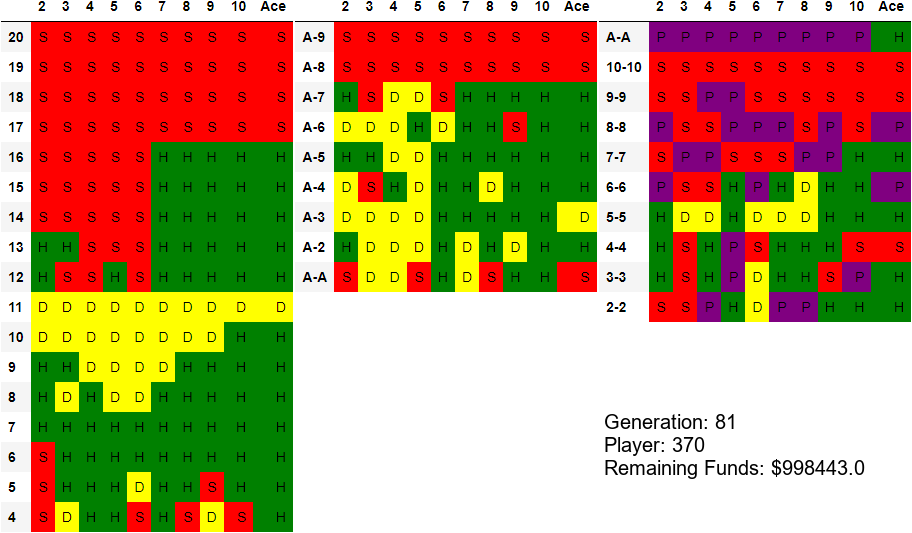 2 3 4 5 6 7 8 9 10 Ace
20 S S S S S S S S S S
19 S S S S S S S S S S
18 S S S S S S S S S S
17 S S S S S S S S S S
16 S S S S S H H H H H
15 S S S S S H H H H H
14 S S S S S H H H H H
13 H H S S S H H H H H
12 H S S H S H H H H H
11 D D D D D D D D D D
10 D D D D D D D D H H
9 H H D D D D H H H H
8 H D H D D H H H H H
7 H H H H H H H H H H
6 S H H H H H H H H H
5 S H H H D H H S H H
4 S D H H S H S D S H
2 3 4 5 6 7 8 9 10 Ace
A-9 S S S S S S S S S S
A-8 S S S S S S S S S S
A-7 H S D D S H H H H H
A-6 D D D H D H H S H H
A-5 H H D D H H H H H H
A-4 D S H D H H D H H H
A-3 D D D D H H H H H D
A-2 H D D D H D H D H H
A-A S D D S H D S H H S
2 3 4 5 6 7 8 9 10 Ace
A-A P P P P P P P P P H
10-10 S S S S S S S S S S
9-9 S S P P S S S S S S
8-8 P S S P P P S P S P
7-7 S P P S S S P P H H
6-6 P S S H P H D H H P
5-5 H D D H D D D H H H
4-4 H S H P S H H H S S
3-3 H S H P D H H S P H
2-2 S S P H D P P H H H
Generation: 81
Player: 370
Remaining Funds: $998443.0